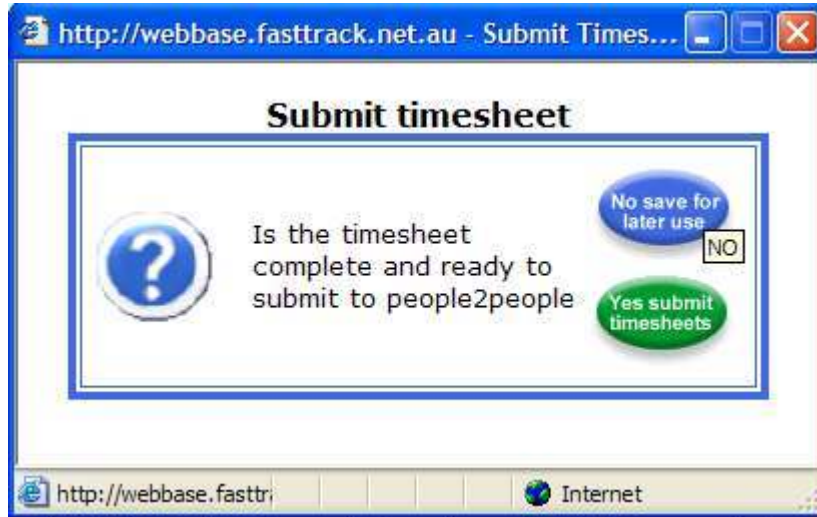 http://webbase.fasttrack.net.au - Submit Times...
Submit timesheet
Is the timesheet
complete and ready to
submit to people2people
No save for
later use
NO
Yes submit
timesheets
http://webbase.fasttr
Internet